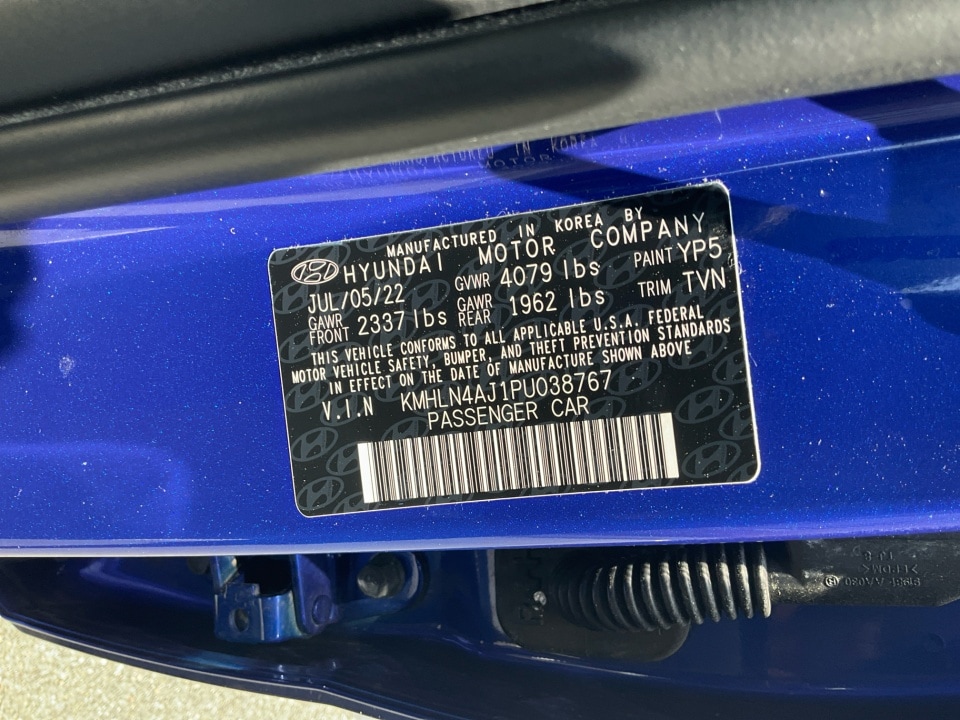 MANUFACTURED IN KOREA BY
HYUNDAI MOTOR COMPANY
JUL/05/22 GVWR 4079 lbs PAINT YP5
GAWR FRONT 2337 lbs GAWR REAR 1962 lbs TRIM TVN
THIS VEHICLE CONFORMS TO ALL APPLICABLE U.S.A. FEDERAL
MOTOR VEHICLE SAFETY, BUMPER, AND THEFT PREVENTION STANDARDS
IN EFFECT ON THE DATE OF MANUFACTURE SHOWN ABOVE
V.I.N KMHLN4AJ1PU038767
PASSENGER CAR